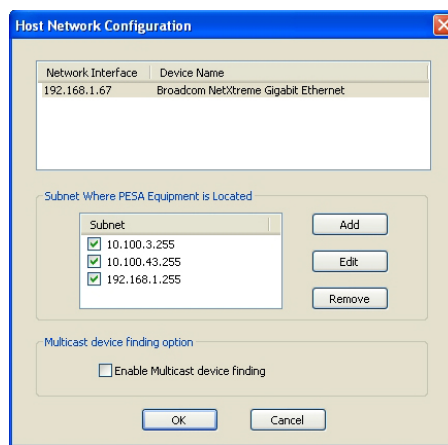 Host Network Configuration
Network Interface Device Name
192.168.1.67 Broadcom NetXtreme Gigabit Ethernet
Subnet Where PESA Equipment is Located
Subnet
10.100.3.255
10.100.43.255
192.168.1.255
Add
Edit
Remove
Multicast device finding option
Enable Multicast device finding
OK Cancel